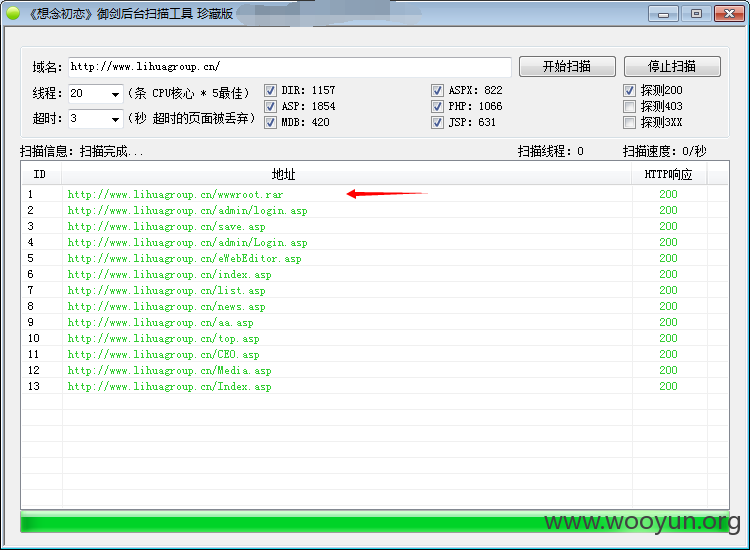 《想念初恋》御剑后台扫描工具 珍藏版
域名: http://www.lihuagroup.cn/ 开始扫描 停止扫描
线程: 20 (条 CPU核心 * 5最佳) DIR: 1157 ASPX: 822 探测200
ASP: 1854 PHP: 1066 探测403
超时: 3 (秒 超时的页面被丢弃) MDB: 420 JSP: 631 探测3XX
扫描信息: 扫描完成... 扫描线程: 0 扫描速度: 0/秒
ID 地址 HTTP响应
1 http://www.lihuagroup.cn/wwwroot.rar 200
2 http://www.lihuagroup.cn/admin/login.asp 200
3 http://www.lihuagroup.cn/save.asp 200
4 http://www.lihuagroup.cn/admin/Login.asp 200
5 http://www.lihuagroup.cn/eWebEditor.asp 200
6 http://www.lihuagroup.cn/index.asp 200
7 http://www.lihuagroup.cn/list.asp 200
8 http://www.lihuagroup.cn/news.asp 200
9 http://www.lihuagroup.cn/aa.asp 200
10 http://www.lihuagroup.cn/top.asp 200
11 http://www.lihuagroup.cn/CEO.asp 200
12 http://www.lihuagroup.cn/Media.asp 200
13 http://www.lihuagroup.cn/Index.asp 200
www.wooyun.org